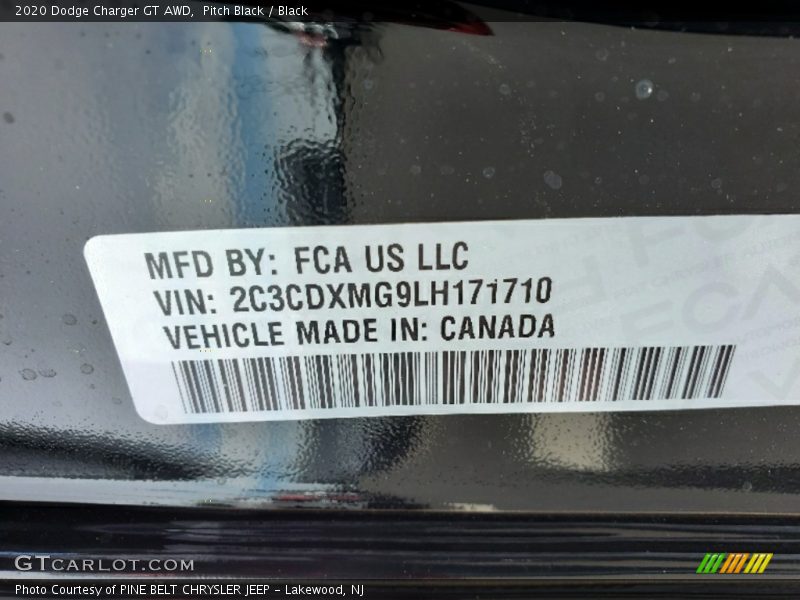 2020 Dodge Charger GT AWD,  Pitch Black / Black
MFD BY: FCA US LLC
VIN: 2C3CDXMG9LH171710
VEHICLE MADE IN: CANADA
GTCARLOT.COM
Photo Courtesy of PINE BELT CHRYSLER JEEP - Lakewood, NJ